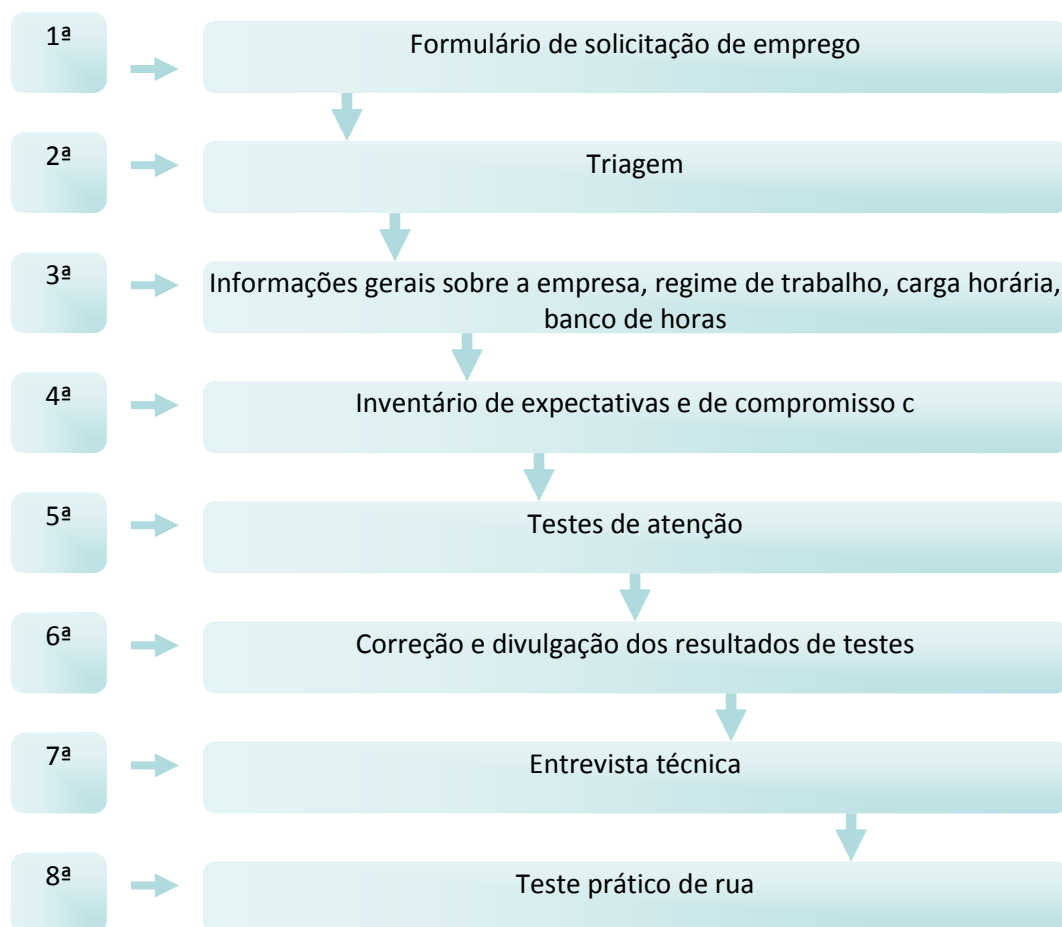 1ª
Formulário de solicitação de emprego
2ª
Triagem
3ª
Informações gerais sobre a empresa, regime de trabalho, carga horária,
banco de horas
4ª
Inventário de expectativas e de compromisso c
5ª
Testes de atenção
6ª
Correção e divulgação dos resultados de testes
7ª
Entrevista técnica
8ª
Teste prático de rua